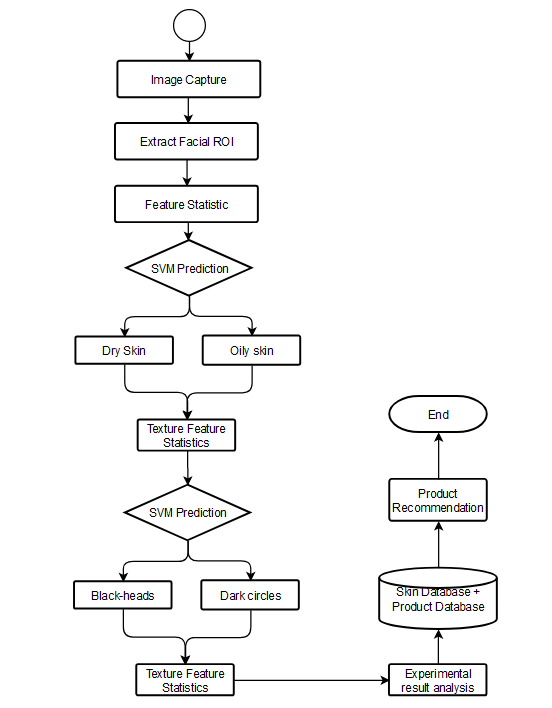 Image Capture
Extract Facial ROI
Feature Statistic
SVM Prediction
Dry Skin
Oily skin
Texture Feature
Statistics
SVM Prediction
Black-heads
Dark circles
Texture Feature
Statistics
Experimental
result analysis
Skin Database +
Product Database
Product
Recommendation
End